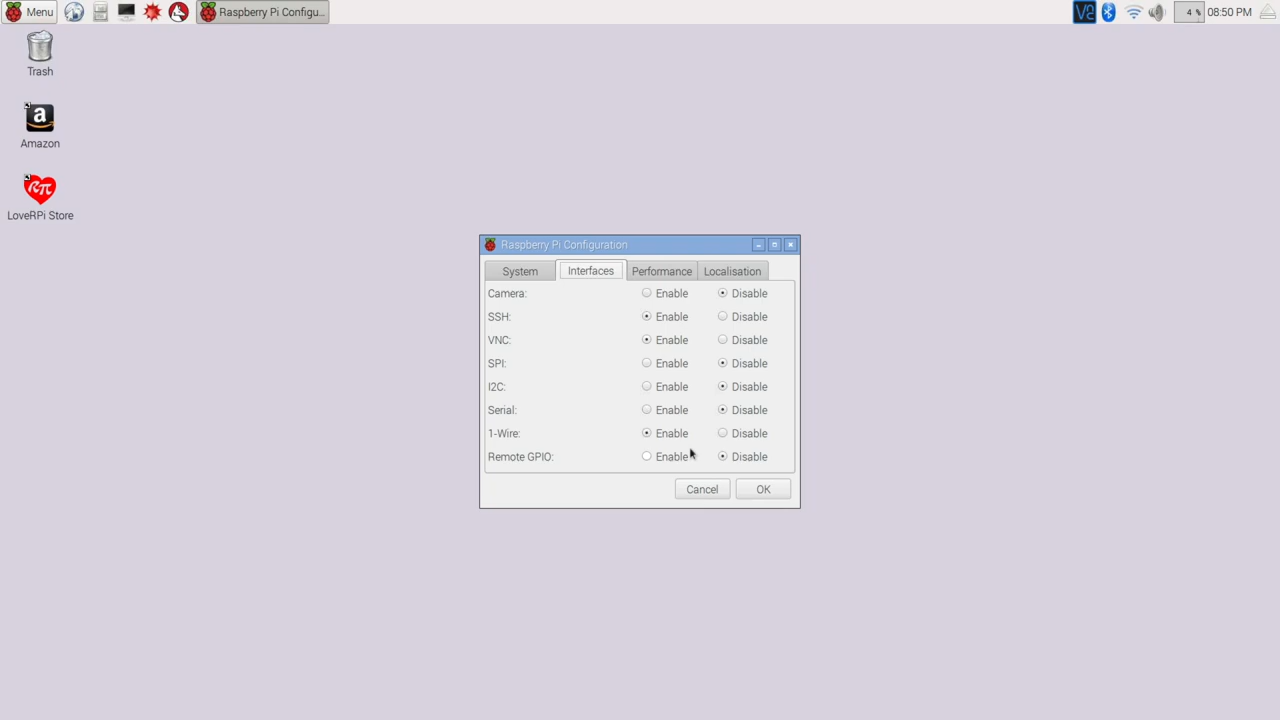 Menu Raspberry Pi Configu... 4 % 08:50 PM
Trash
a
Amazon
Rπ
LoveRPi Store
Raspberry Pi Configuration
System Interfaces Performance Localisation
Camera: Enable Disable
SSH: Enable Disable
VNC: Enable Disable
SPI: Enable Disable
I2C: Enable Disable
Serial: Enable Disable
1-Wire: Enable Disable
Remote GPIO: Enable Disable
Cancel OK